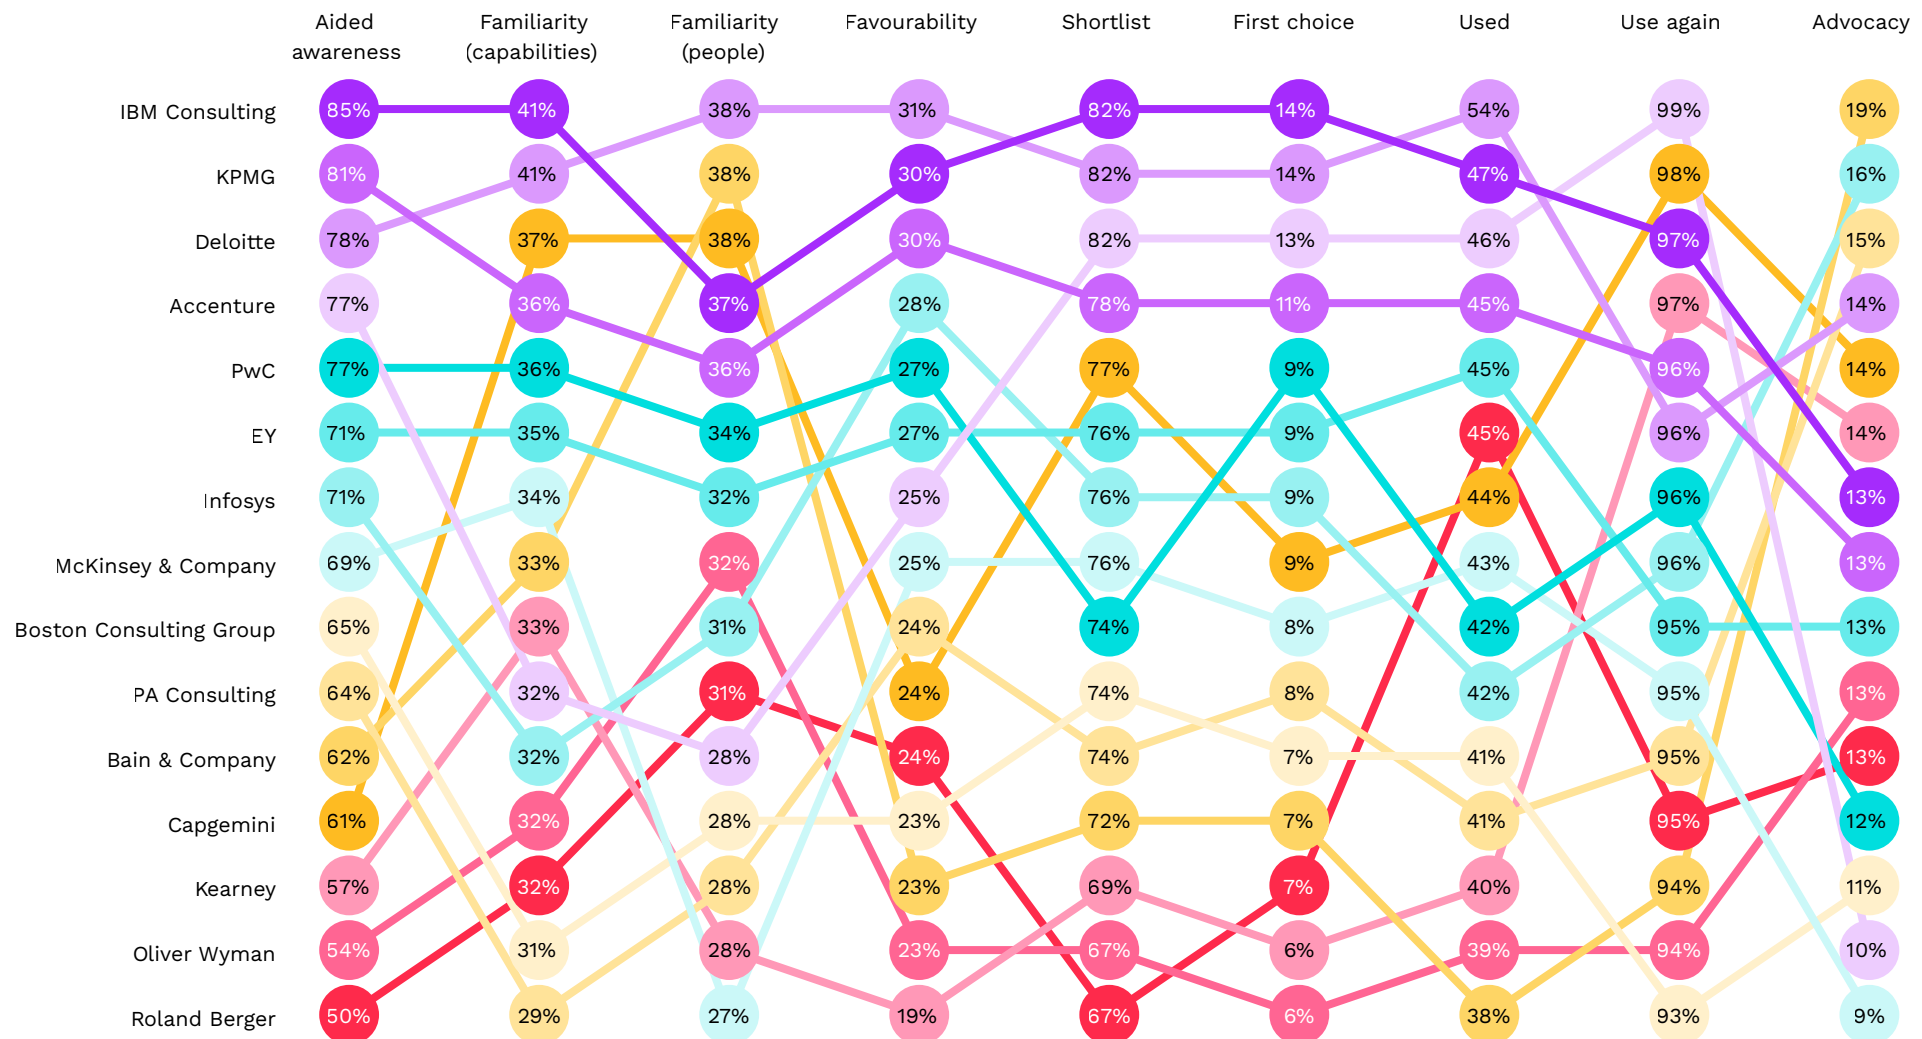 Aided awareness
Familiarity (capabilities)
Familiarity (people)
Favourability
Shortlist
First choice
Used
Use again
Advocacy
IBM Consulting 85% 41% 38% 31% 82% 14% 54% 99% 19%
KPMG 81% 41% 38% 30% 82% 14% 47% 98% 16%
Deloitte 78% 37% 38% 30% 82% 13% 46% 97% 15%
Accenture 77% 36% 37% 28% 78% 11% 45% 97% 14%
PwC 77% 36% 36% 27% 77% 9% 45% 96% 14%
EY 71% 35% 34% 27% 76% 9% 45% 96% 14%
Infosys 71% 34% 32% 25% 76% 9% 44% 96% 13%
McKinsey & Company 69% 33% 32% 25% 76% 9% 43% 96% 13%
Boston Consulting Group 65% 33% 31% 24% 74% 8% 42% 95% 13%
PA Consulting 64% 32% 31% 24% 74% 8% 42% 95% 13%
Bain & Company 62% 32% 28% 24% 74% 7% 41% 95% 13%
Capgemini 61% 32% 28% 23% 72% 7% 41% 95% 12%
Kearney 57% 32% 28% 23% 69% 7% 40% 94% 11%
Oliver Wyman 54% 31% 28% 23% 67% 6% 39% 94% 10%
Roland Berger 50% 29% 27% 19% 67% 6% 38% 93% 9%